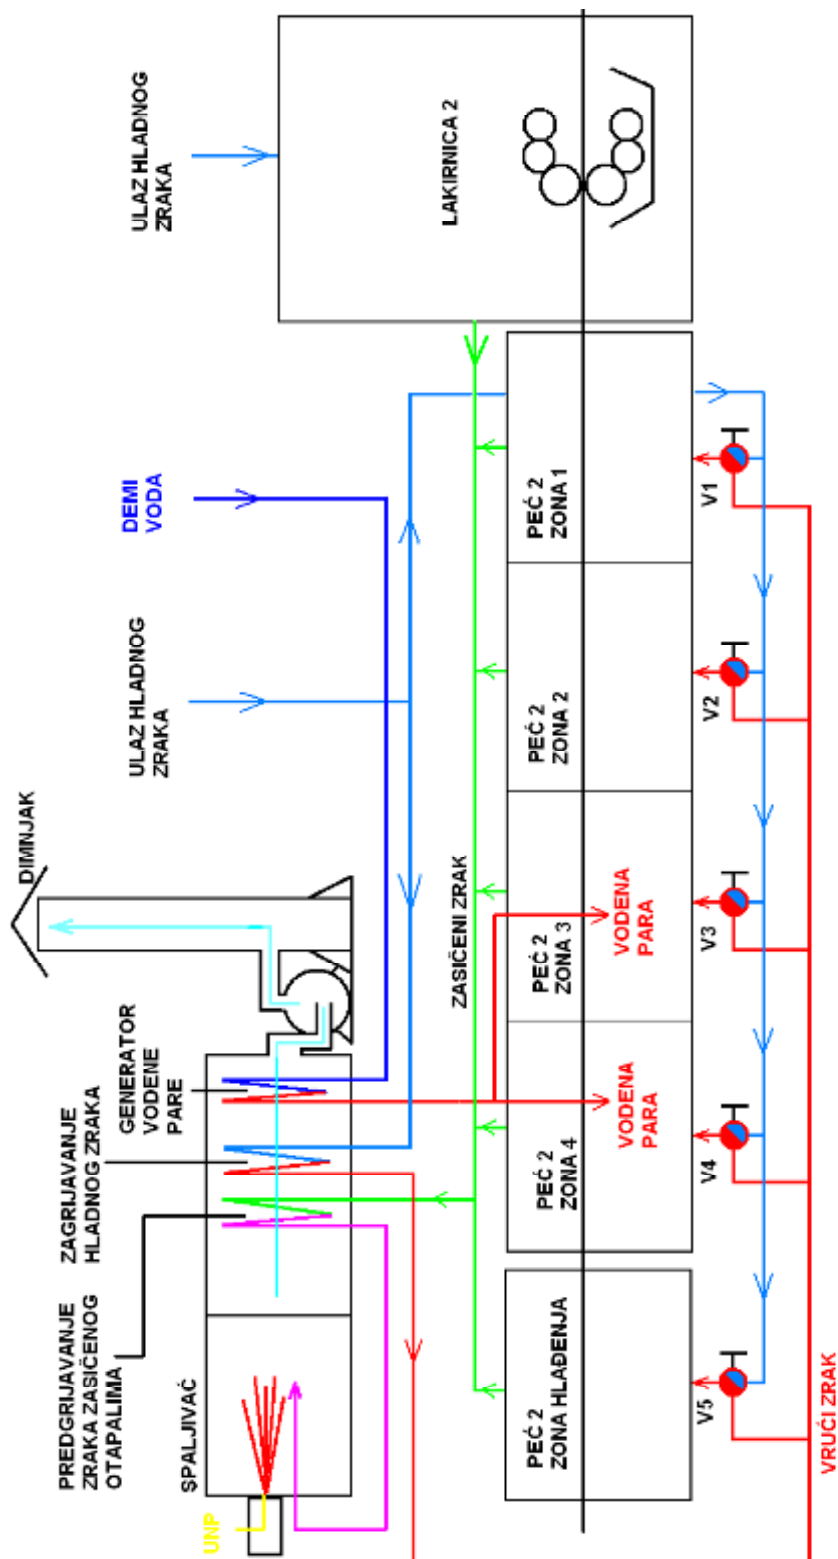 DIMNJAK
PREDGRIJAVANJE
ZRAKA ZASIČENOG
OTAPALIMA
ZAGRIJAVANJE
HLADNOG ZRAKA
GENERATOR
VODENE
PARE
ULAZ HLADNOG
ZRAKA
DEMI
VODA
ULAZ HLADNOG
ZRAKA
UNP
SPALJIVAČ
ZASIČENI ZRAK
LAKIRNICA 2
PEĆ 2
ZONA HLAĐENJA
PEĆ 2
ZONA 4
PEĆ 2
ZONA 3
PEĆ 2
ZONA 2
PEĆ 2
ZONA 1
VODENA
PARA
VODENA
PARA
V5
V4
V3
V2
V1
VRUĆI ZRAK